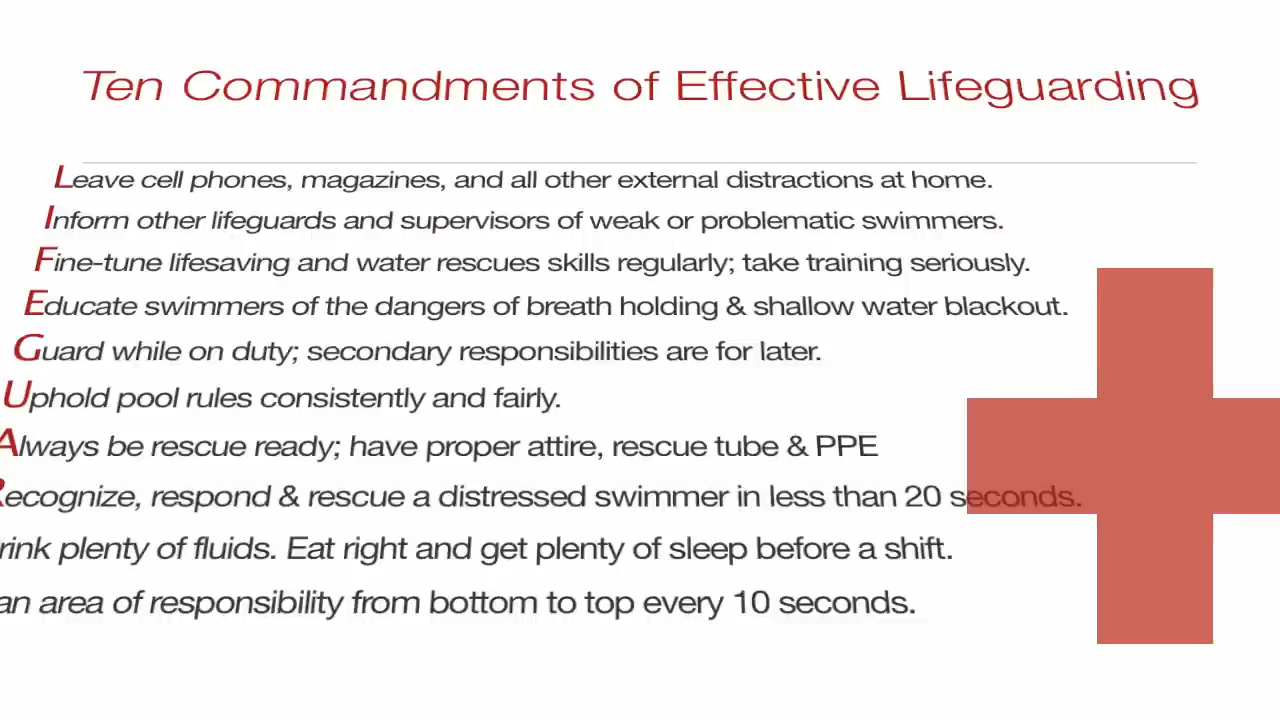 Ten Commandments of Effective Lifeguarding
Leave cell phones, magazines, and all other external distractions at home.
Inform other lifeguards and supervisors of weak or problematic swimmers.
Fine-tune lifesaving and water rescues skills regularly; take training seriously.
Educate swimmers of the dangers of breath holding & shallow water blackout.
Guard while on duty; secondary responsibilities are for later.
Uphold pool rules consistently and fairly.
Always be rescue ready; have proper attire, rescue tube & PPE
Recognize, respond & rescue a distressed swimmer in less than 20 seconds.
rink plenty of fluids. Eat right and get plenty of sleep before a shift.
an area of responsibility from bottom to top every 10 seconds.